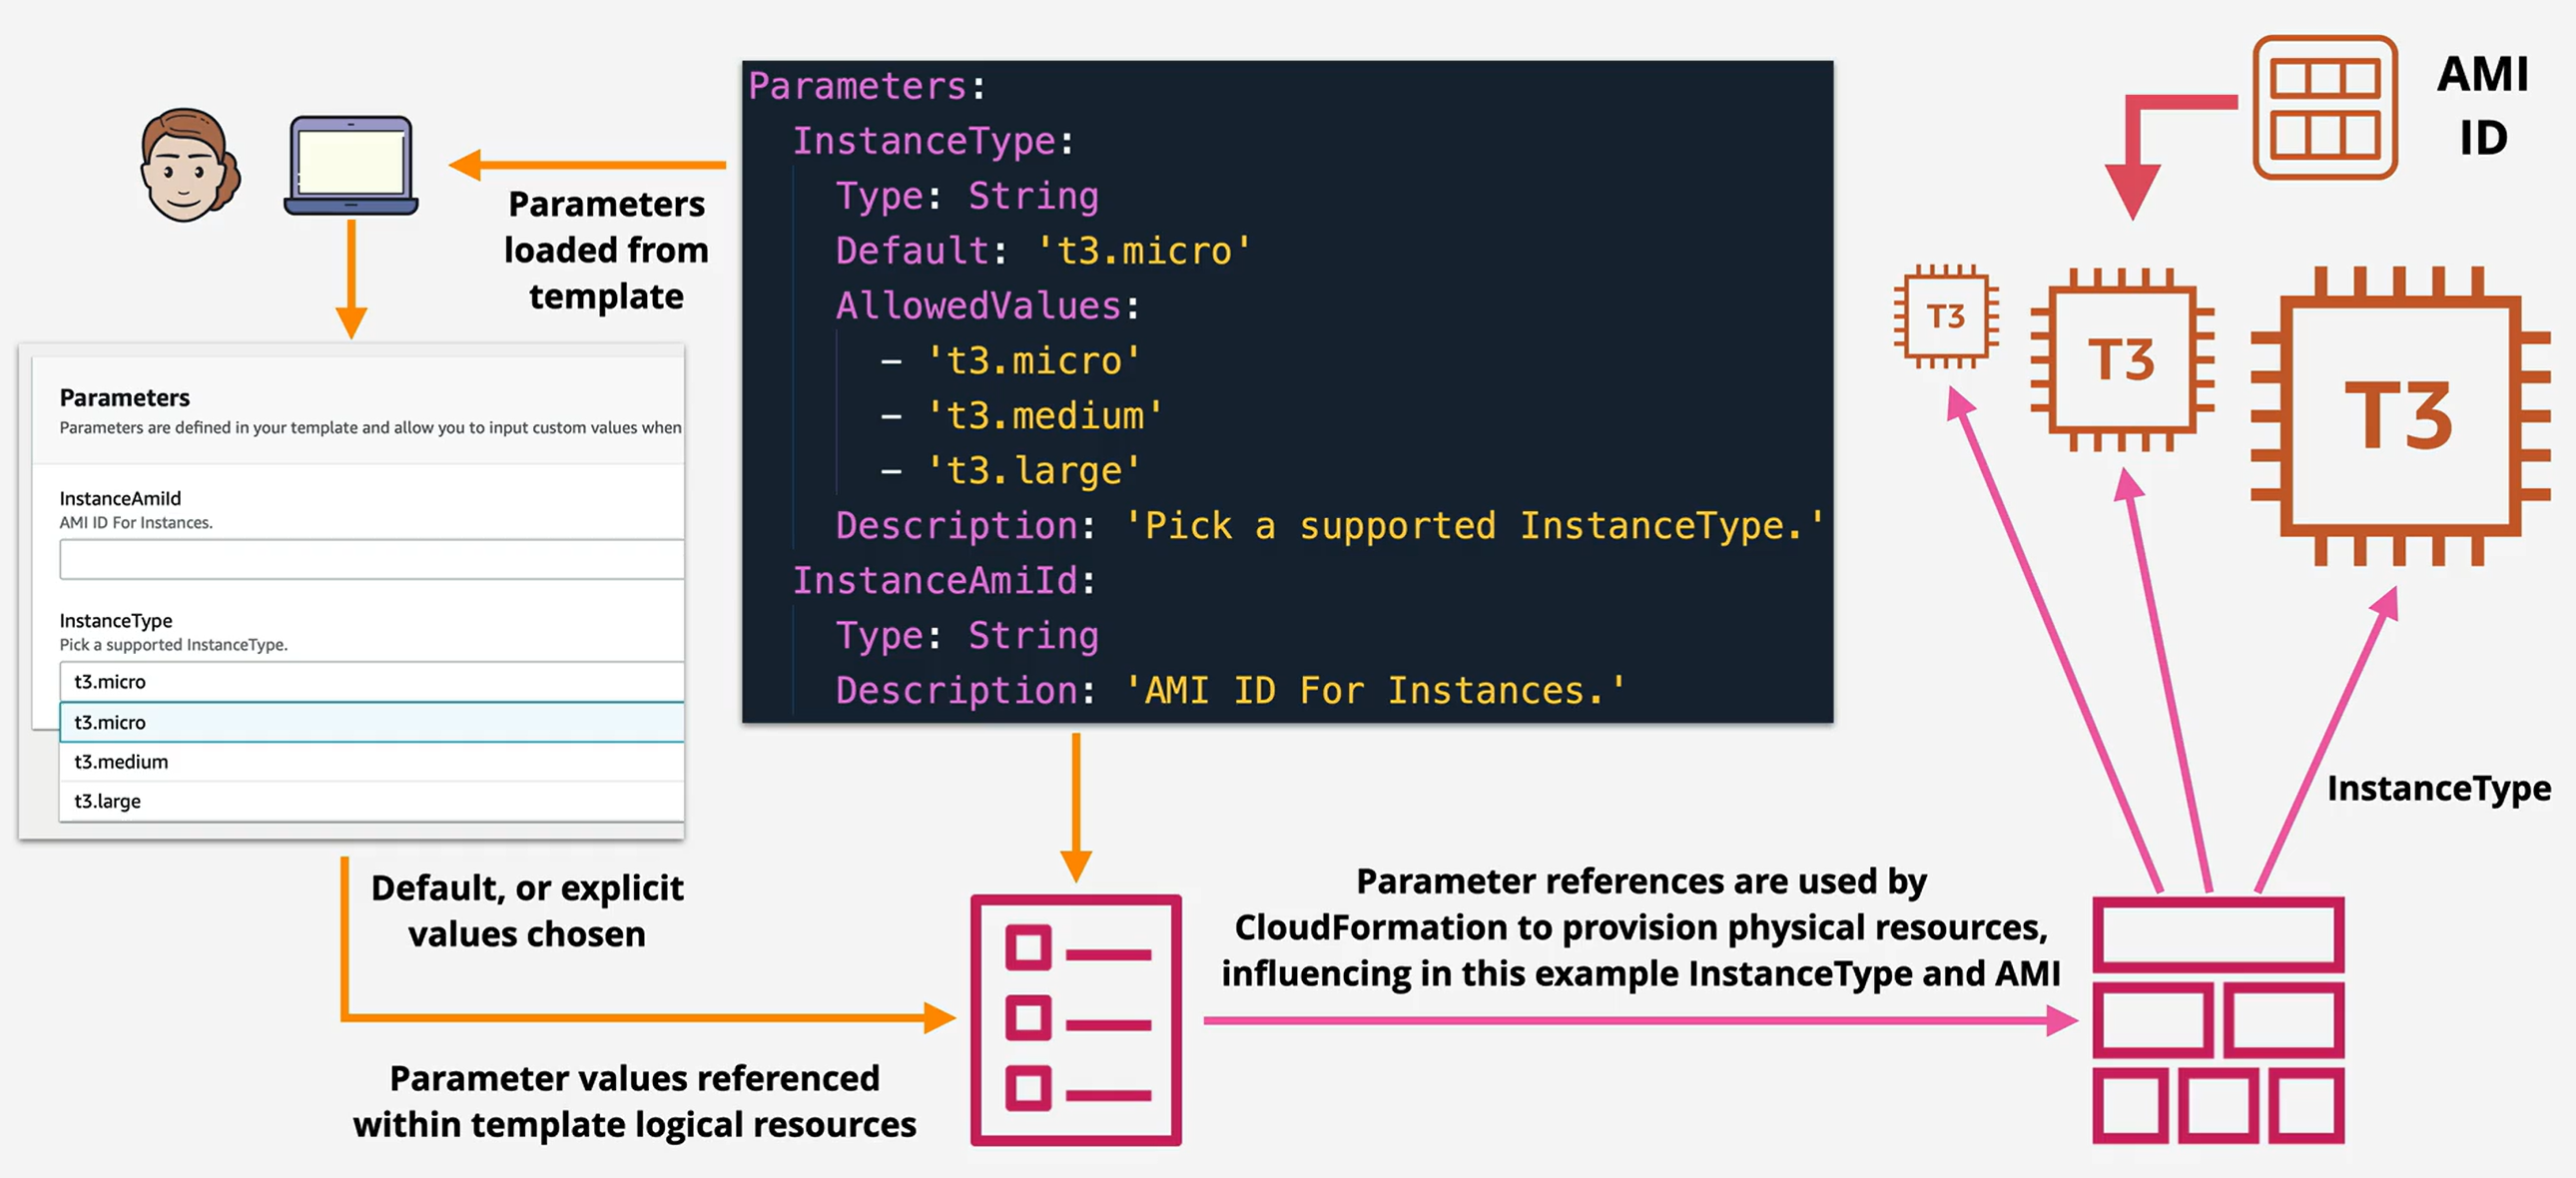 Parameters:
InstanceType:
Type: String
Default: 't3.micro'
AllowedValues:
– 't3.micro'
– 't3.medium'
– 't3.large'
Description: 'Pick a supported InstanceType.'
InstanceAmiId:
Type: String
Description: 'AMI ID For Instances.'
Parameters
loaded from
template
Parameters
Parameters are defined in your template and allow you to input custom values when
InstanceAmiId
AMI ID For Instances.
InstanceType
Pick a supported InstanceType.
t3.micro
t3.micro
t3.medium
t3.large
Default, or explicit
values chosen
Parameter values referenced
within template logical resources
Parameter references are used by
CloudFormation to provision physical resources,
influencing in this example InstanceType and AMI
AMI
ID
T3
T3
T3
InstanceType